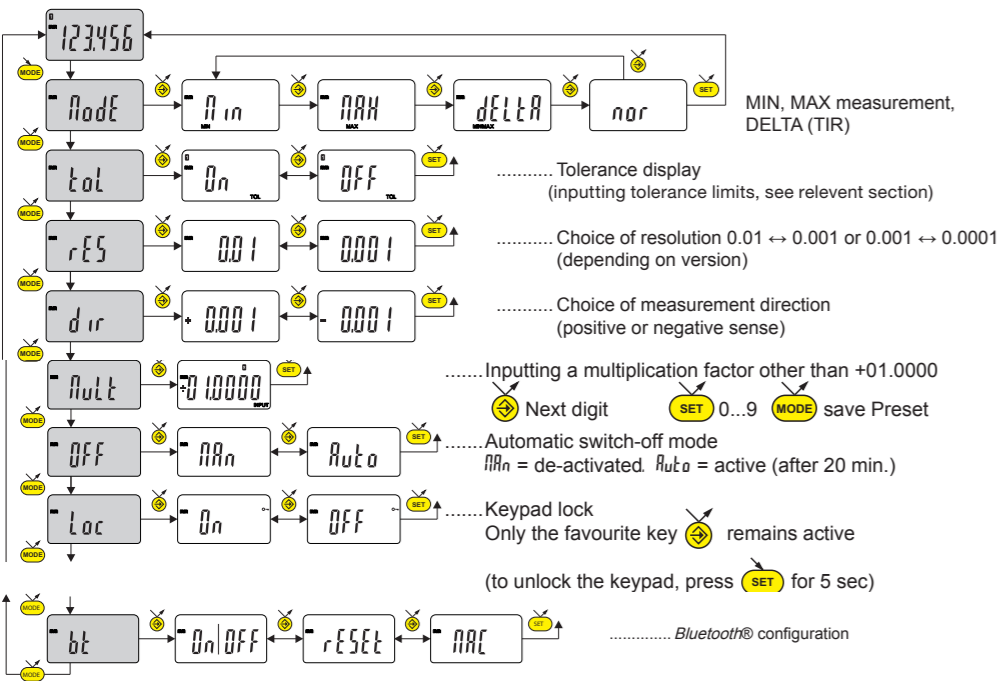 123.456
MODE
ModE Min MIN MAX MAX dELtA MINMAX nor SET
MIN, MAX measurement,
DELTA (TIR)
MODE
toL On TOL OFF TOL SET
........... Tolerance display
(inputting tolerance limits, see relevent section)
MODE
rES 0.01 0.001 SET
........... Choice of resolution 0.01 ↔ 0.001 or 0.001 ↔ 0.0001
(depending on version)
MODE
dir + 0.001 - 0.001 SET
........... Choice of measurement direction
(positive or negative sense)
MODE
MuLt +01.0000 INPUT SET
.......Inputting a multiplication factor other than +01.0000
Next digit SET 0...9 MODE save Preset
MODE
OFF MAn Auto SET
.......Automatic switch-off mode
MAn = de-activated. Auto = active (after 20 min.)
MODE
Loc On OFF SET
.......Keypad lock
Only the favourite key remains active
MODE
(to unlock the keypad, press SET for 5 sec)
MODE
bt On OFF rESEt MAC SET
.............. Bluetooth® configuration
MODE